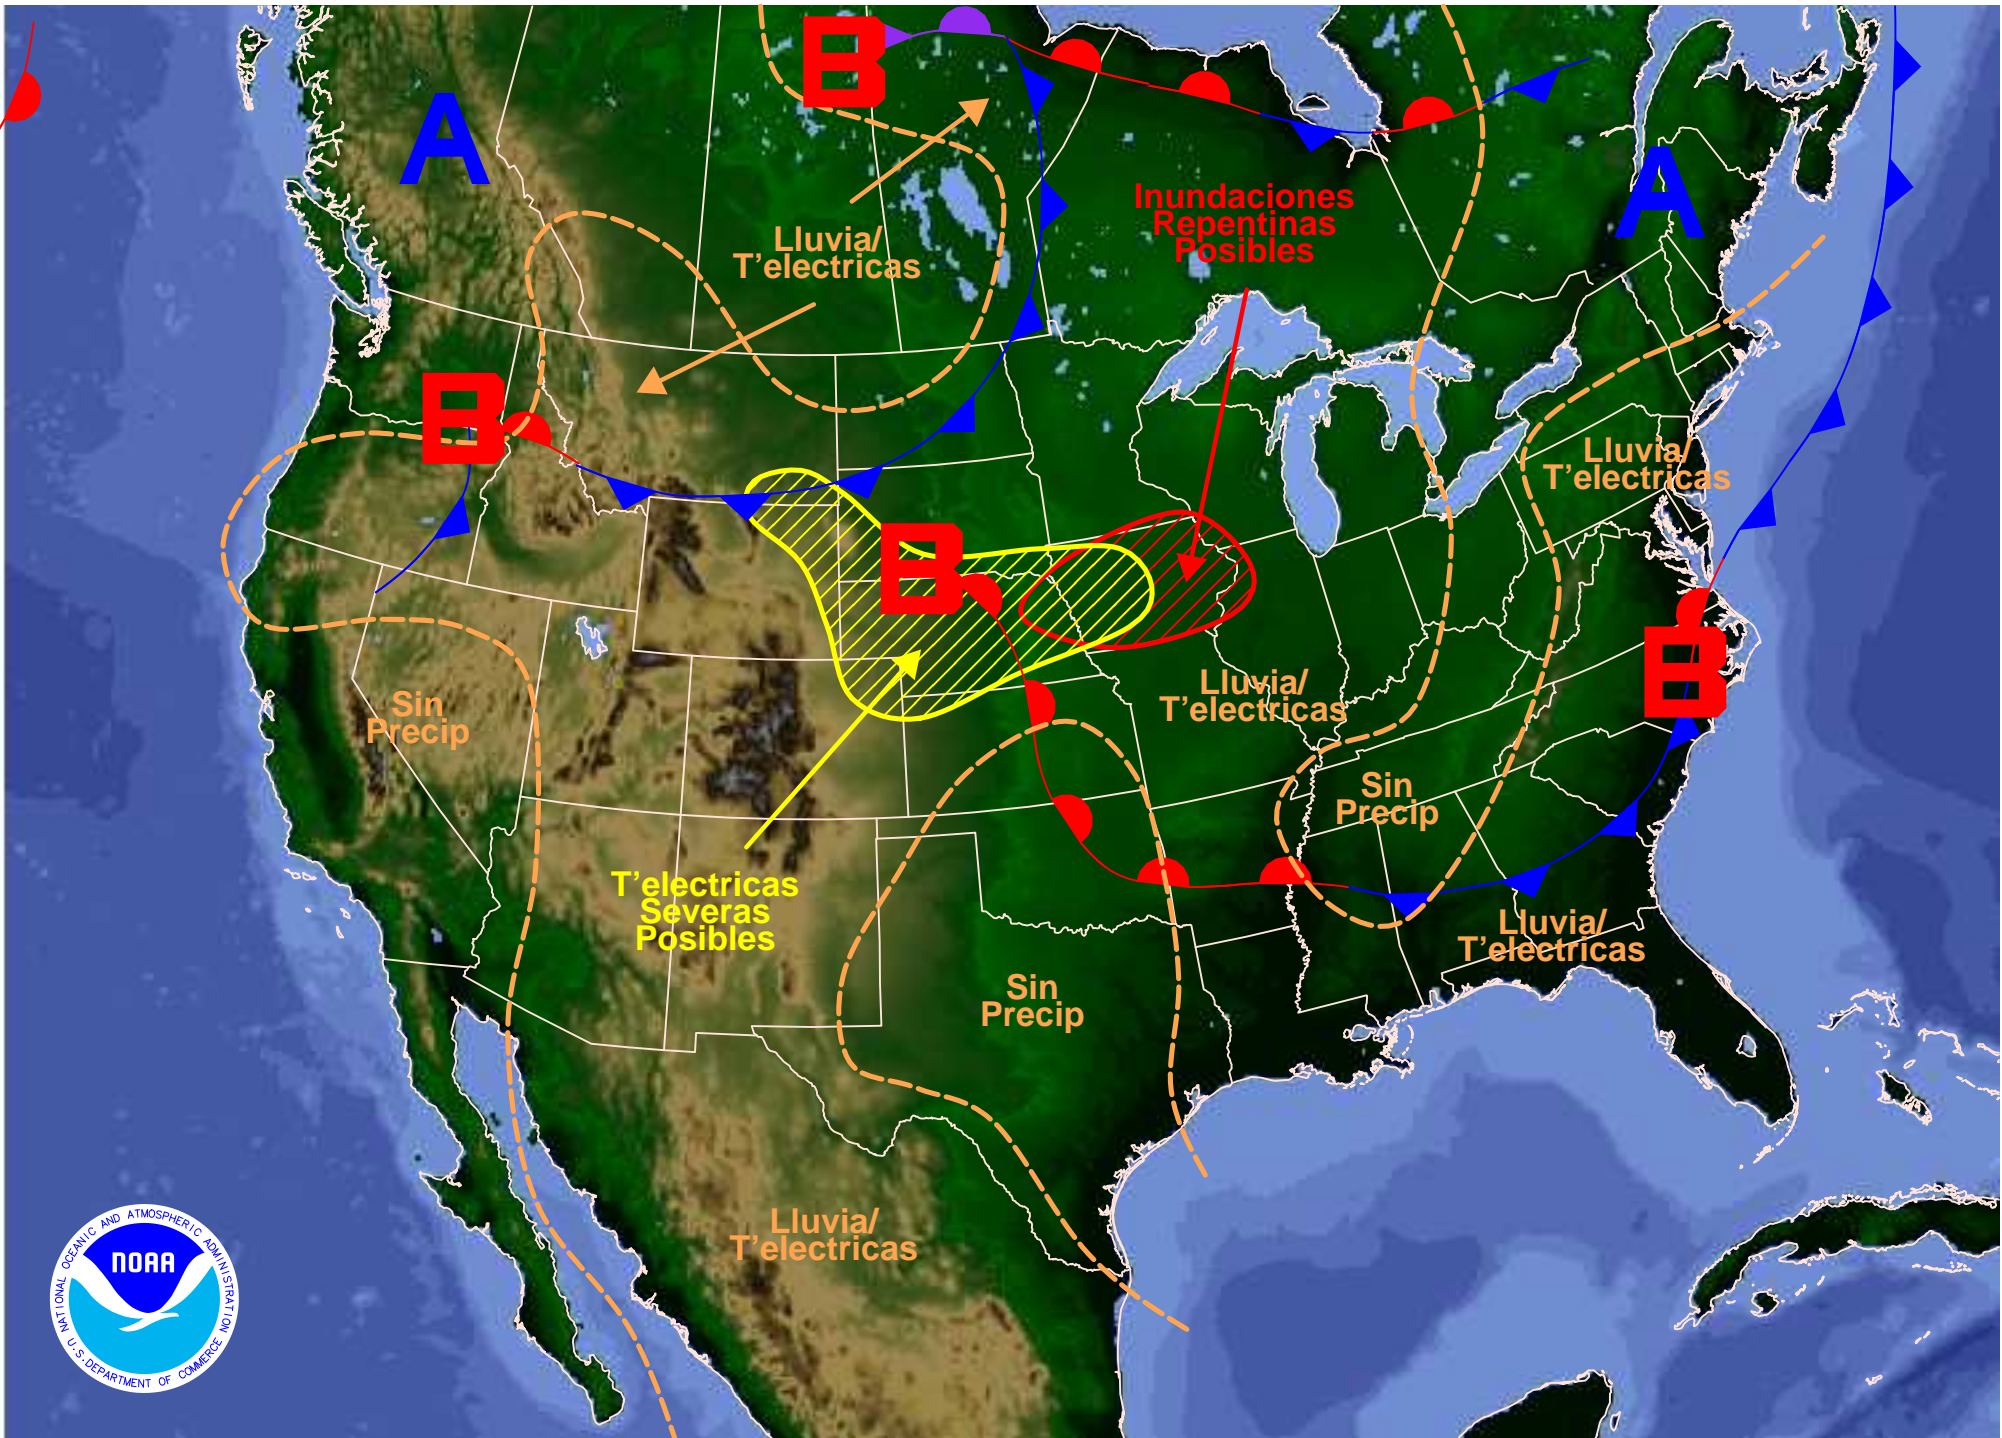 B
A
A
Inundaciones
Repentinas
Posibles
Lluvia/
T'electricas
B
Lluvia/
T'electricas
B
B
Sin
Precip
Lluvia/
T'electricas
Sin
Precip
T'electricas
Severas
Posibles
Lluvia/
T'electricas
Sin
Precip
Lluvia/
T'electricas
NATIONAL OCEANIC AND ATMOSPHERIC ADMINISTRATION
NOAA
U.S. DEPARTMENT OF COMMERCE
B